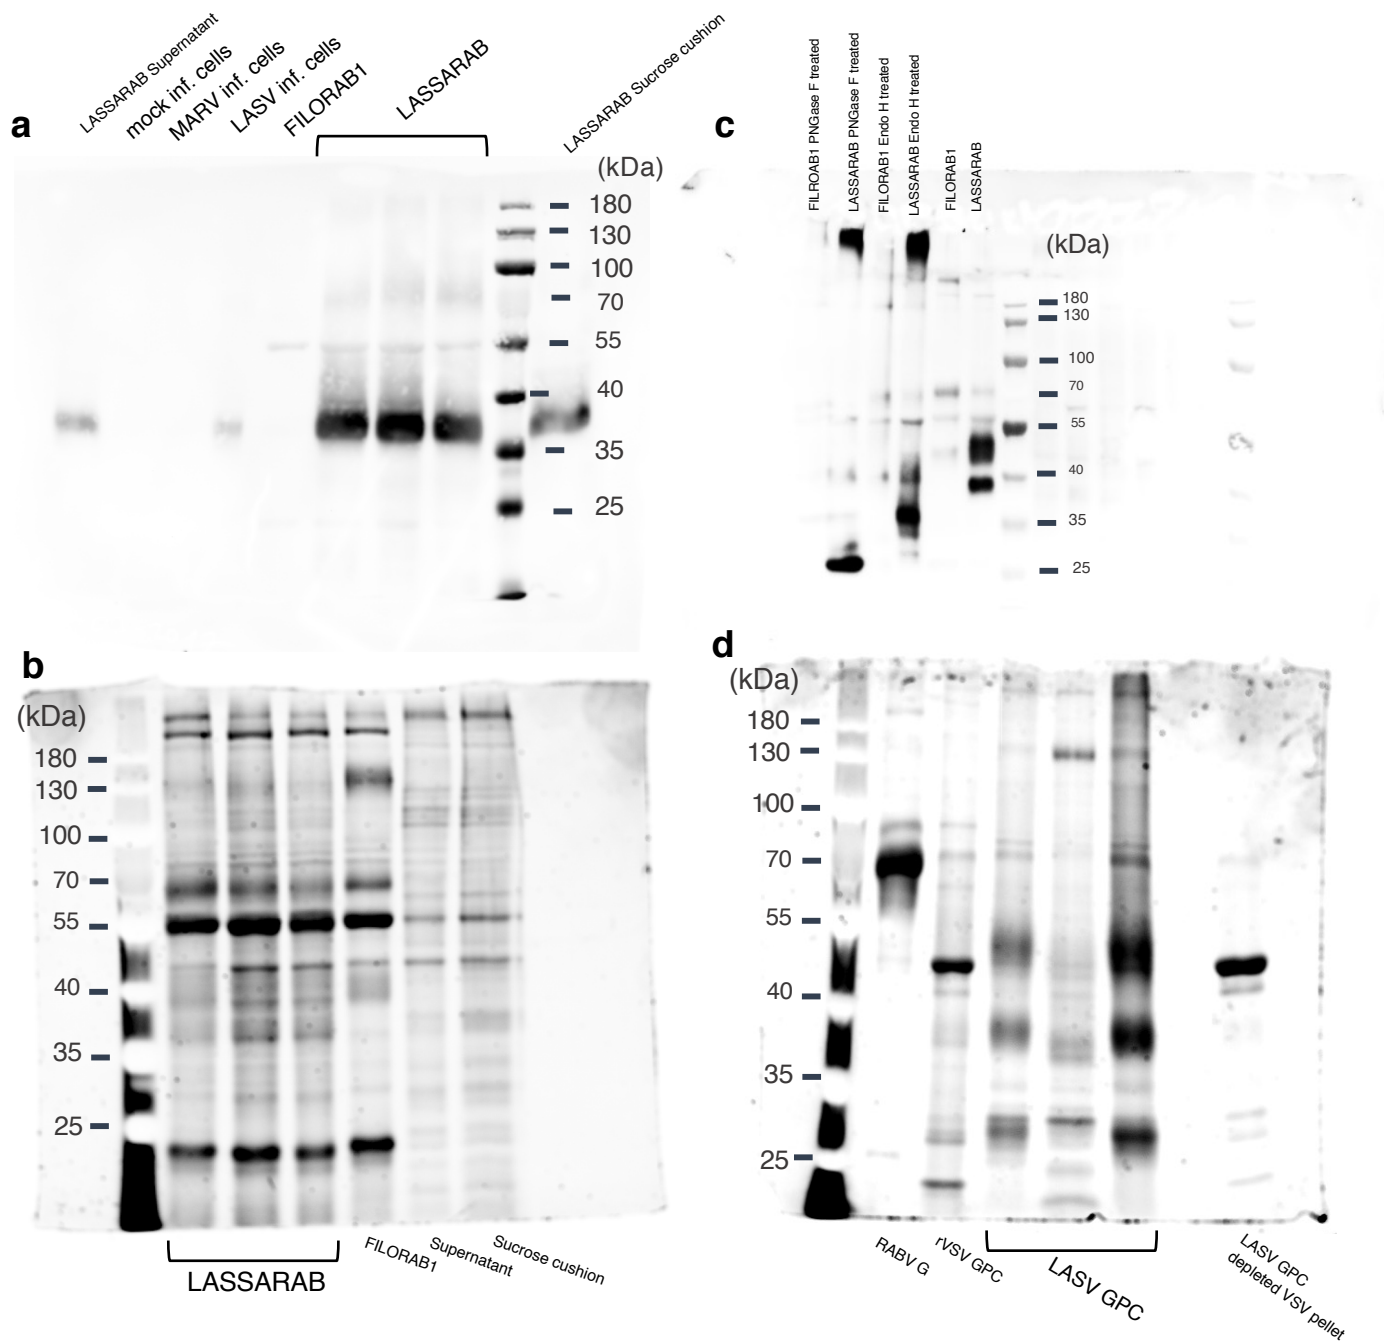 a
LASSARAB Supernatant
mock inf. cells
MARV inf. cells
LASV inf. cells
FILORAB1
LASSARAB
LASSARAB Sucrose cushion
(kDa)
180
130
100
70
55
40
35
25
c
FILROAB1 PNGase F treated
LASSARAB PNGase F treated
FILORAB1 Endo H treated
LASSARAB Endo H treated
FILORAB1
LASSARAB
(kDa)
180
130
100
70
55
40
35
25
b
(kDa)
180
130
100
70
55
40
35
25
LASSARAB
FILORAB1
Supernatant
Sucrose cushion
d
(kDa)
180
130
100
70
55
40
35
25
RABV G
rVSV GPC
LASV GPC
LASV GPC
depleted VSV pellet